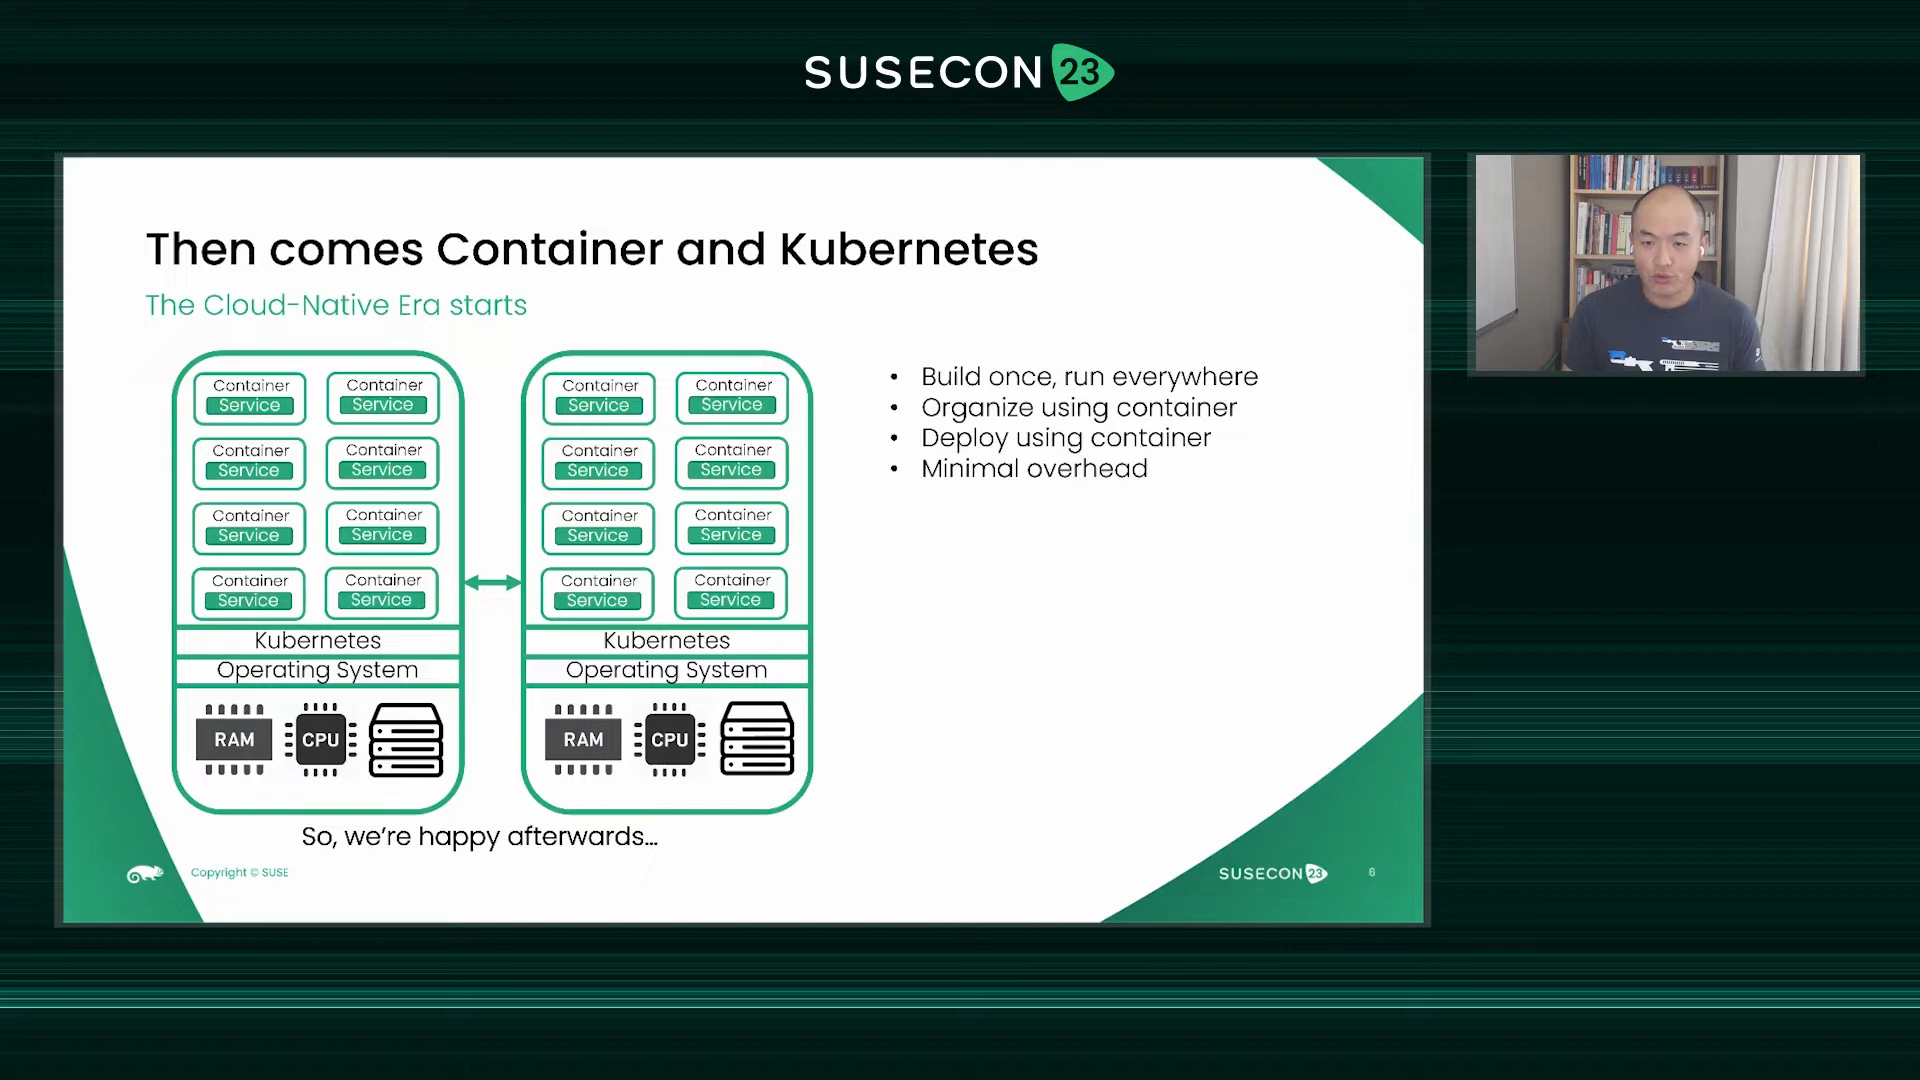 SUSECON 23
Then comes Container and Kubernetes
The Cloud-Native Era starts
Container Container
Service Service
Container Container
Service Service
Container Container
Service Service
Container Container
Service Service
Kubernetes
Operating System
RAM CPU
Container Container
Service Service
Container Container
Service Service
Container Container
Service Service
Container Container
Service Service
Kubernetes
Operating System
RAM CPU
• Build once, run everywhere
• Organize using container
• Deploy using container
• Minimal overhead
So, we're happy afterwards...
Copyright © SUSE
SUSECON 23
6